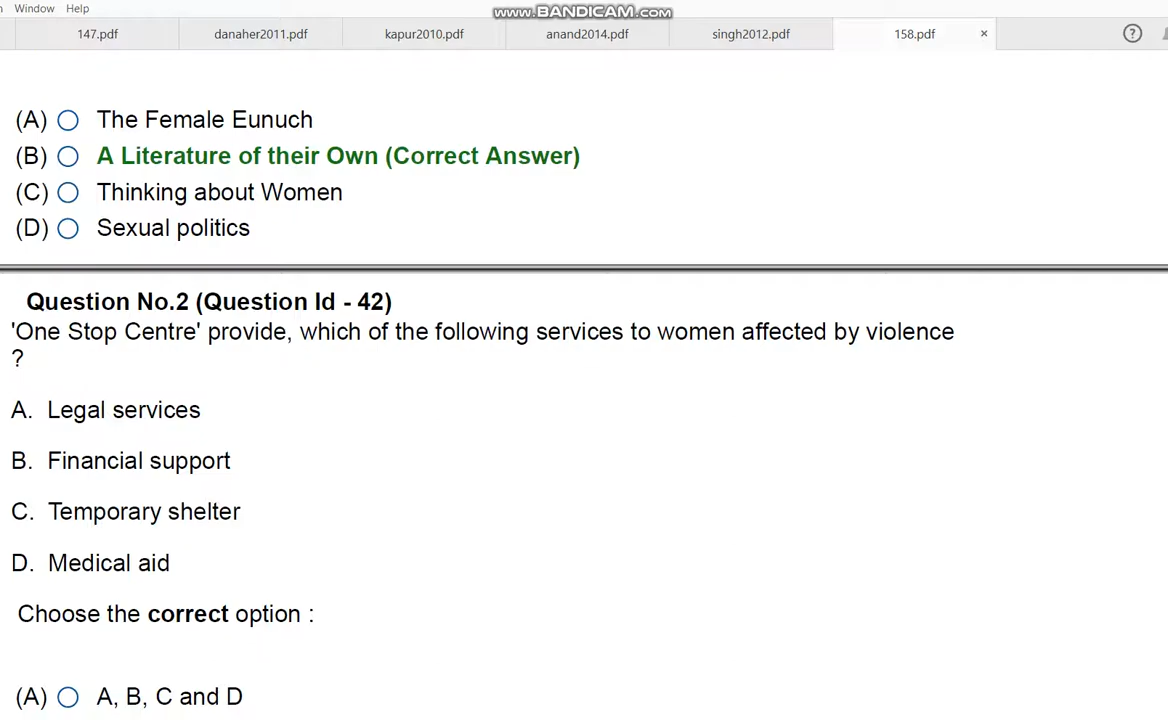 Window Help
www.BANDICAM.com
147.pdf danaher2011.pdf kapur2010.pdf anand2014.pdf singh2012.pdf 158.pdf × ?
(A) The Female Eunuch
(B) A Literature of their Own (Correct Answer)
(C) Thinking about Women
(D) Sexual politics
Question No.2 (Question Id - 42)
'One Stop Centre' provide, which of the following services to women affected by violence
?
A. Legal services
B. Financial support
C. Temporary shelter
D. Medical aid
Choose the correct option :
(A) A, B, C and D